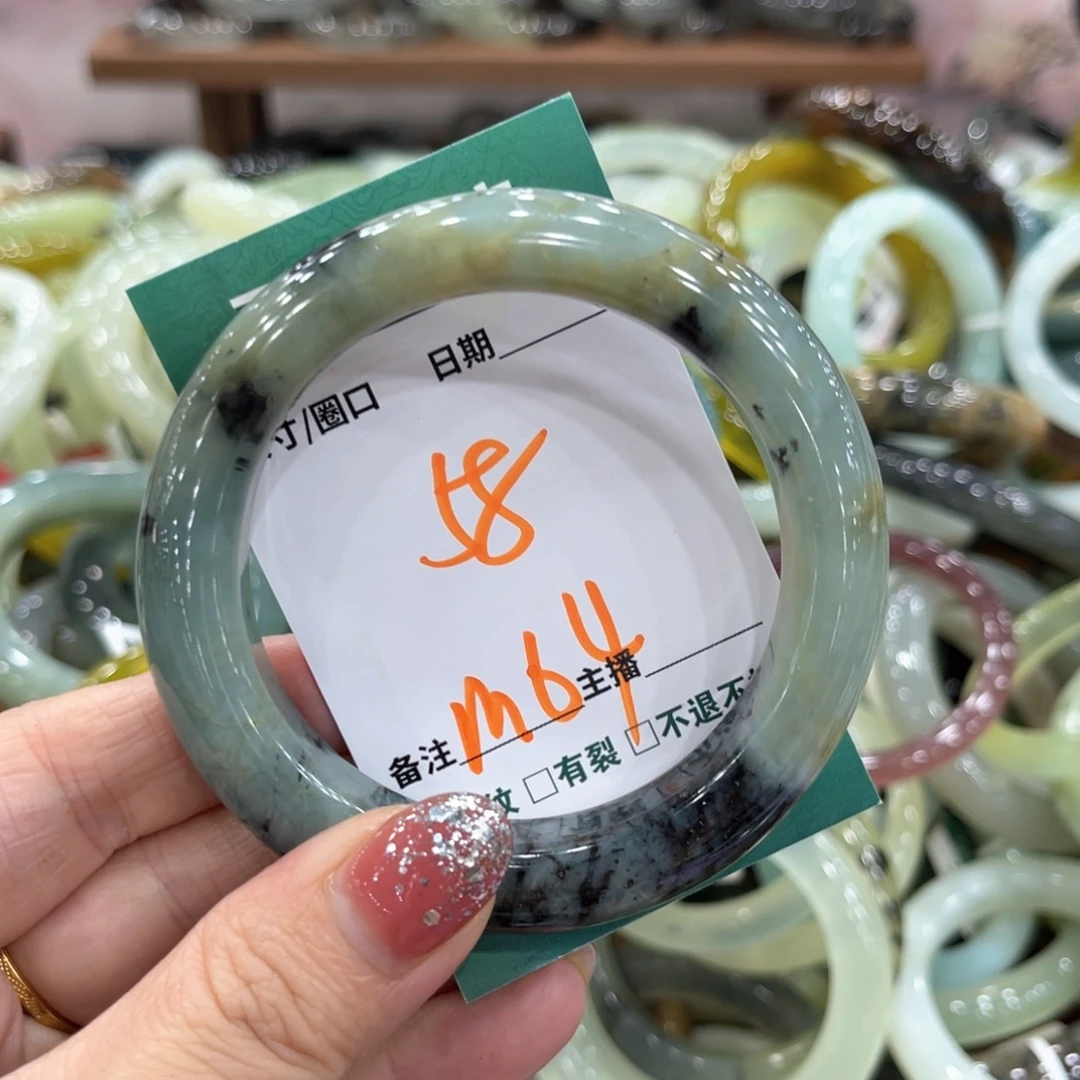 日期
寸/圈口
58
m64
主播
备注
纹 □有裂 □不退不